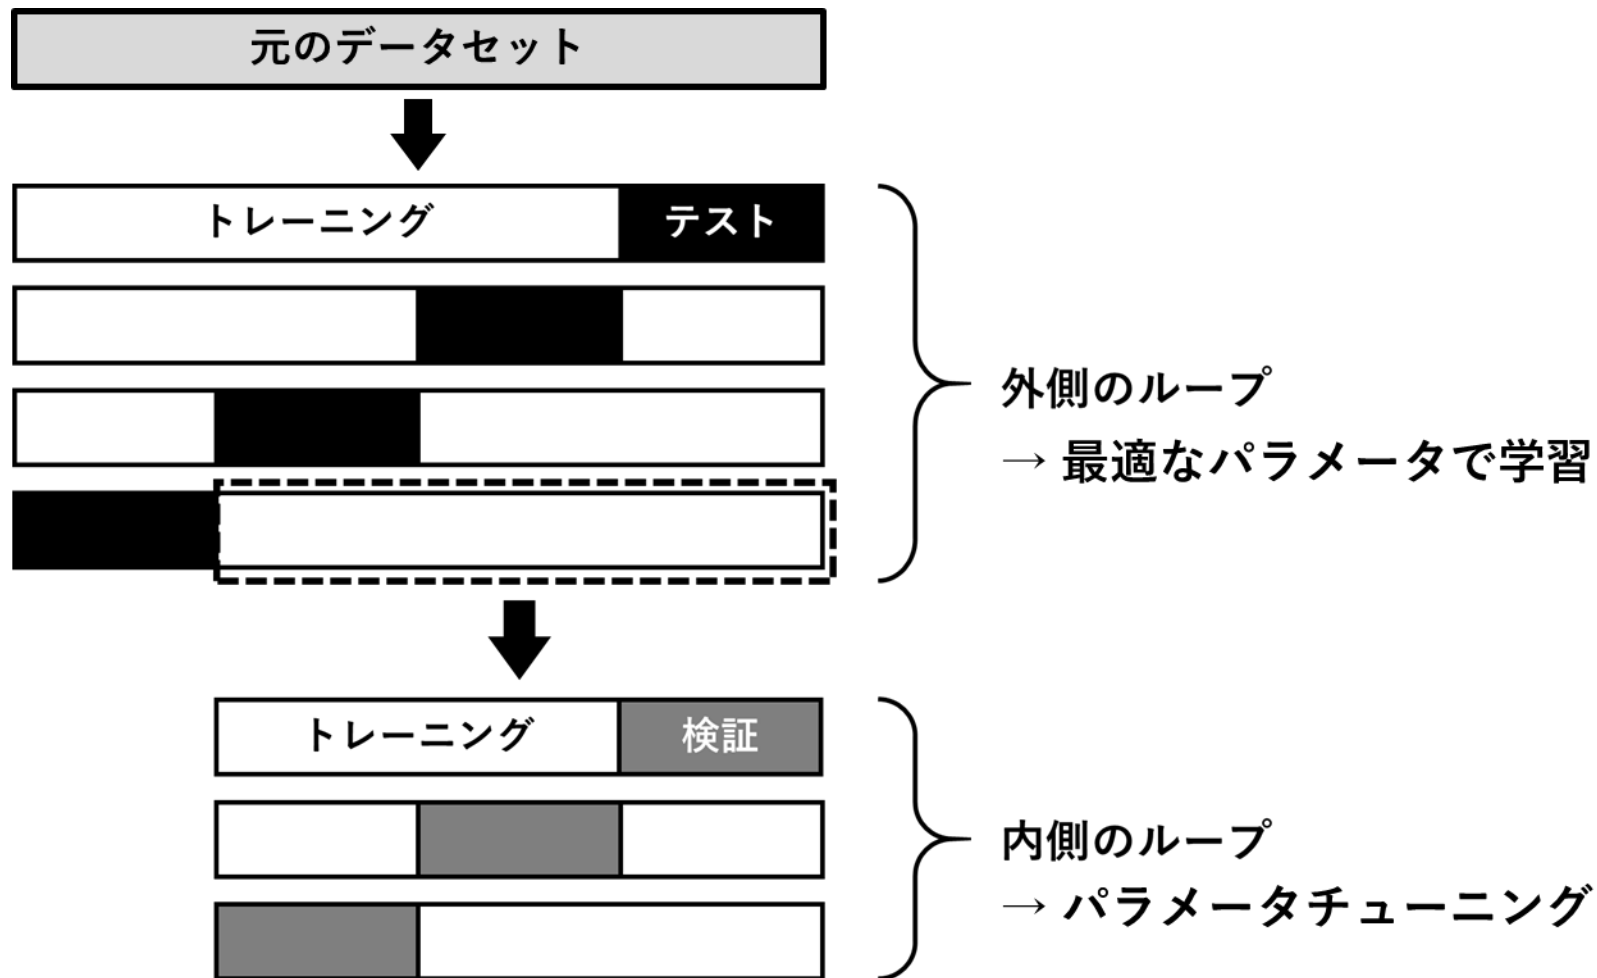 元のデータセット
トレーニング
テスト
外側のループ
→ 最適なパラメータで学習
トレーニング
検証
内側のループ
→ パラメータチューニング